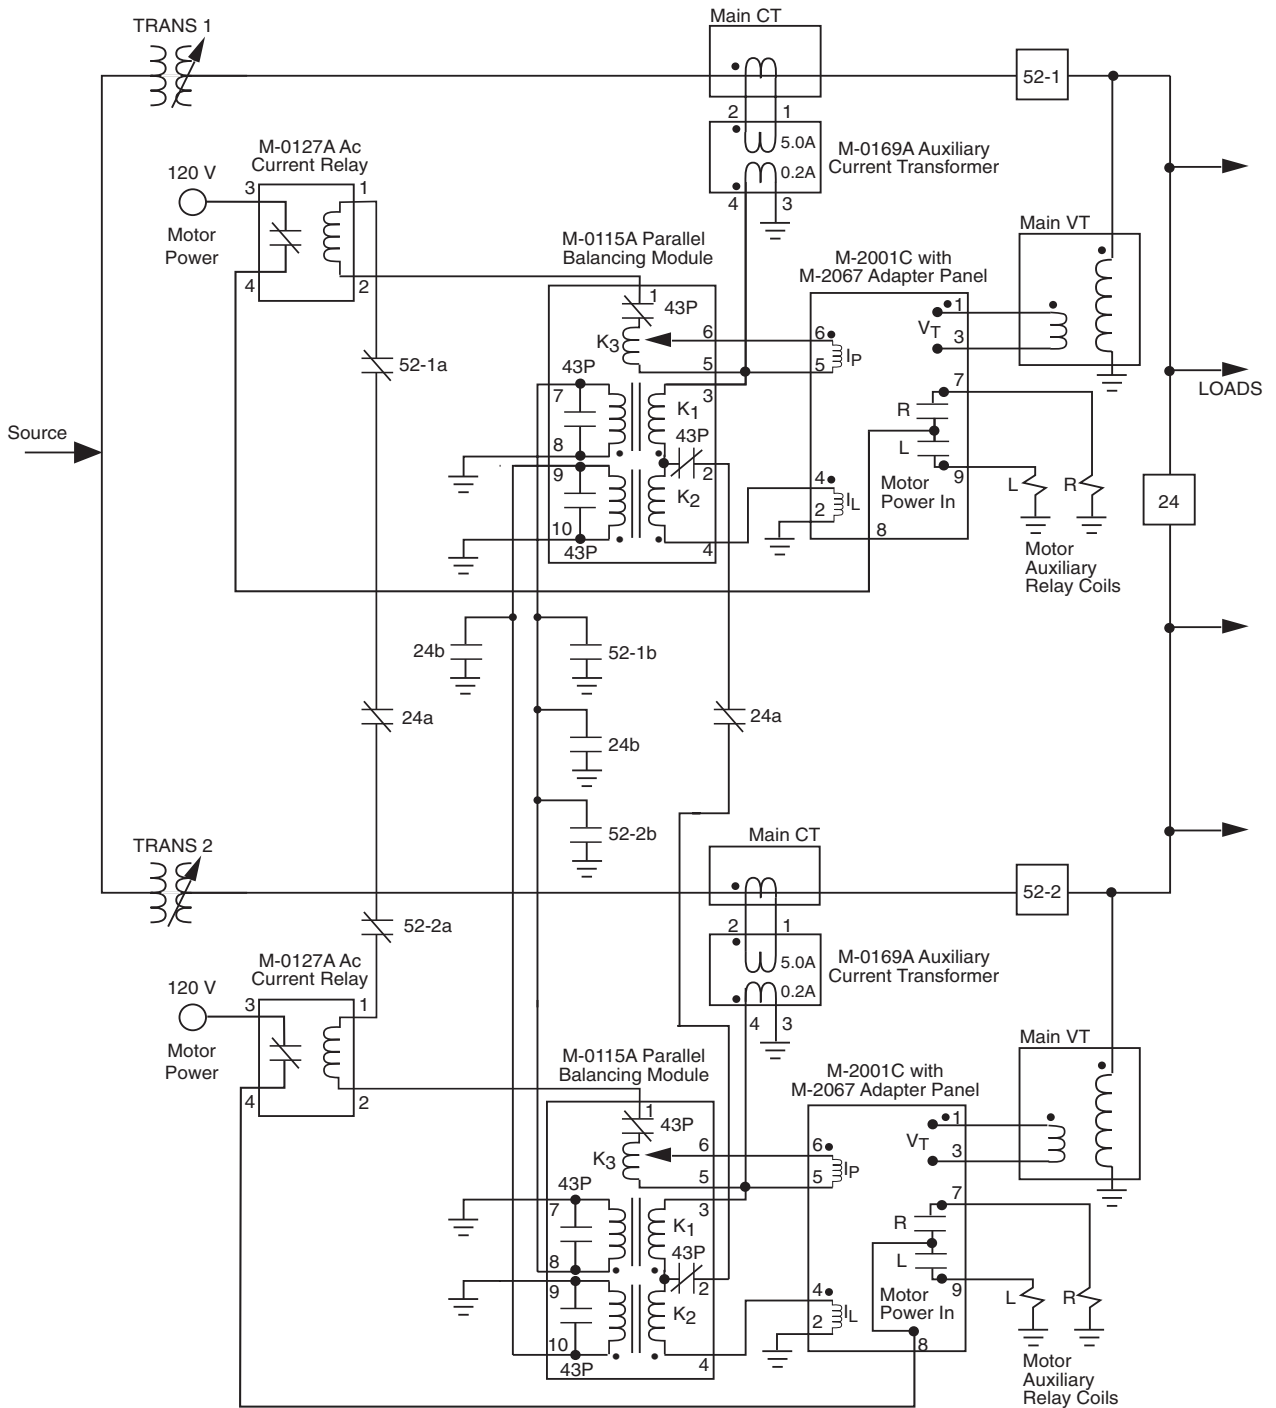 TRANS 1
Main CT
52-1
2
1
5.0A
0.2A
4
3
M-0169A Auxiliary
Current Transformer
M-0127A Ac
Current Relay
120 V
Motor
Power
3
1
4
2
M-0115A Parallel
Balancing Module
1
43P
K3
6
5
43P
7
3
K1
43P
8
9
2
K2
10
43P
4
M-2001C with
M-2067 Adapter Panel
6
IP
5
VT
1
3
7
R
L
9
4
IL
2
Motor
Power In
8
Main VT
L
R
Motor
Auxiliary
Relay Coils
LOADS
24
Source
52-1a
24b
52-1b
24a
24a
24b
52-2b
TRANS 2
52-2a
Main CT
52-2
2
1
5.0A
0.2A
4
3
M-0169A Auxiliary
Current Transformer
M-0127A Ac
Current Relay
120 V
Motor
Power
3
1
4
2
M-0115A Parallel
Balancing Module
1
43P
K3
6
5
43P
7
3
K1
43P
8
9
2
K2
10
43P
4
M-2001C with
M-2067 Adapter Panel
6
IP
5
VT
1
3
7
R
L
9
4
IL
2
Motor
Power In
8
Main VT
L
R
Motor
Auxiliary
Relay Coils